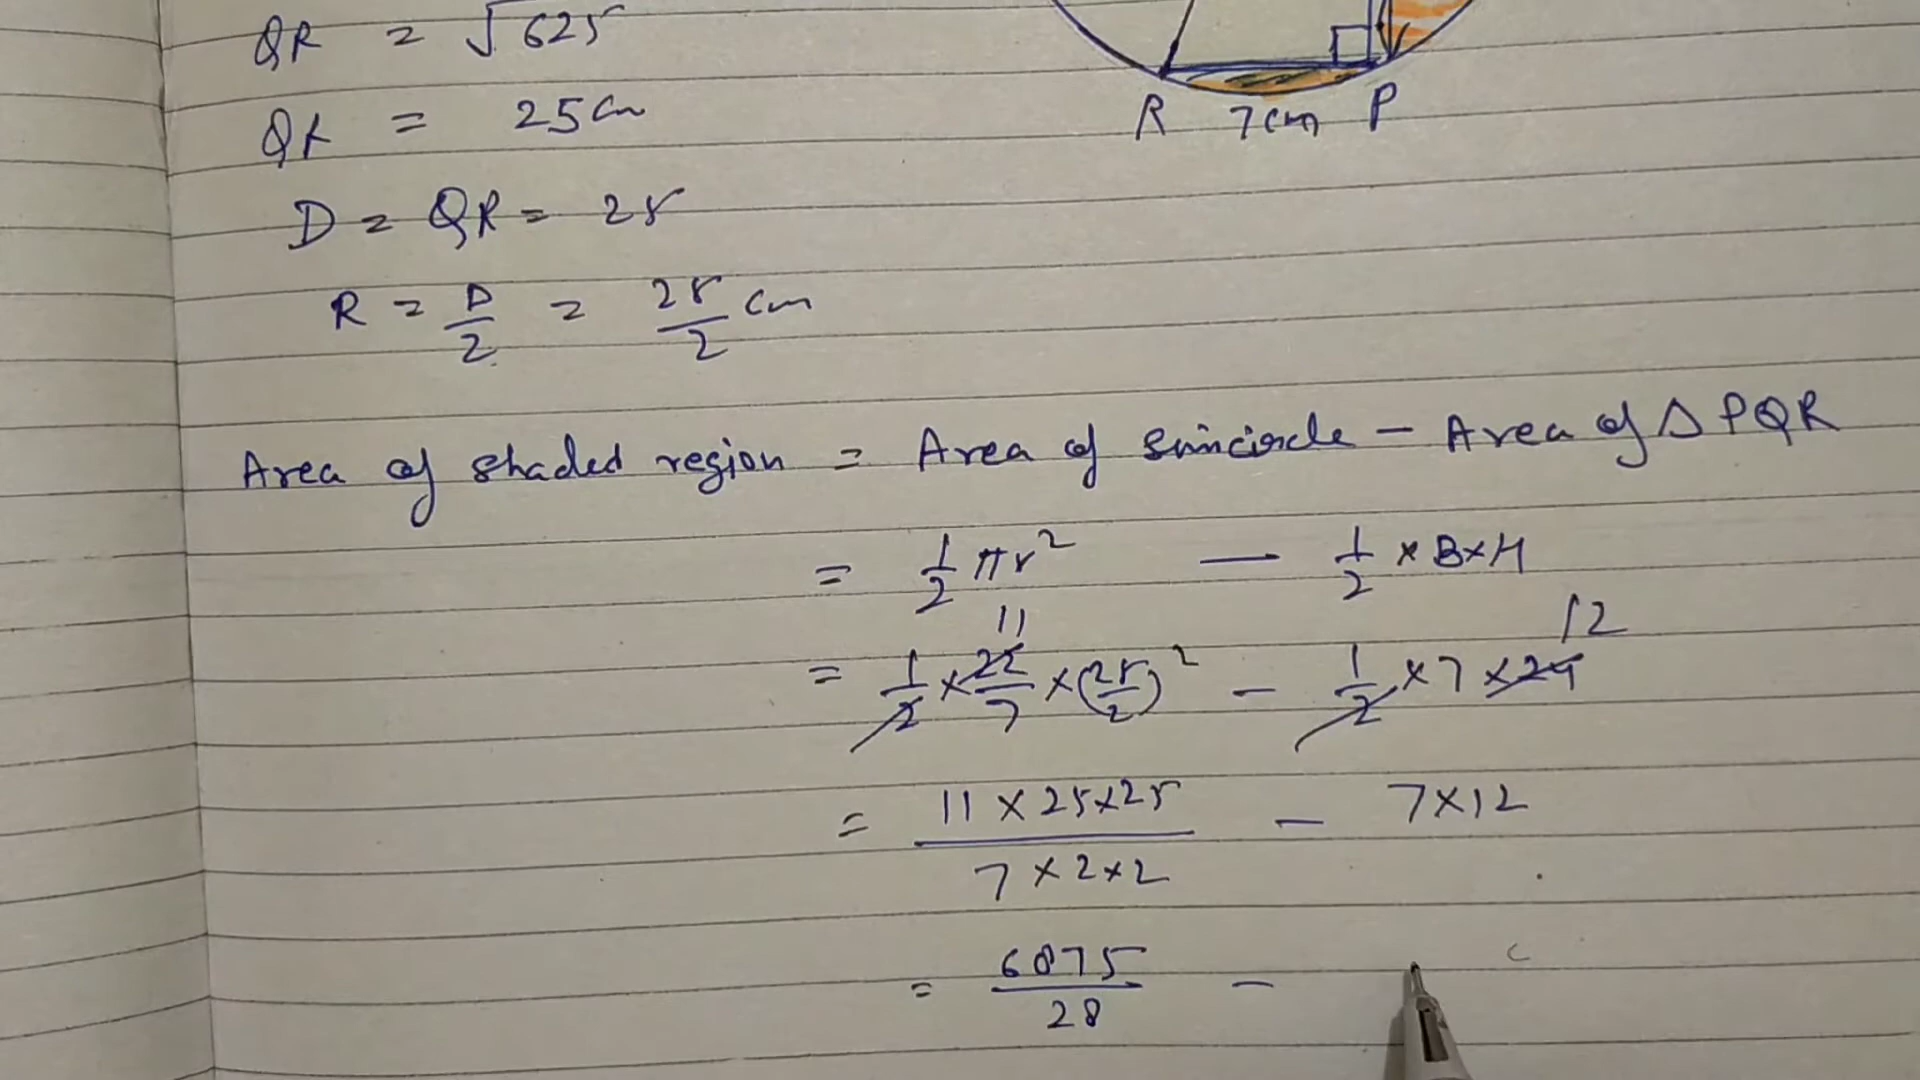 QR = √625
QR = 25cm
R 7cm P
D = QR = 25
R = D/2 = 25/2 cm
Area of shaded region = Area of simicircle - Area of Δ PQR
= 1/2 πr² - 1/2 × B×H
11 12
= 1/2 × 22/7 × (25/2)² - 1/2 × 7 × 24
= 11 × 25×25 / 7 × 2×2 - 7×12
= 6875/28 -